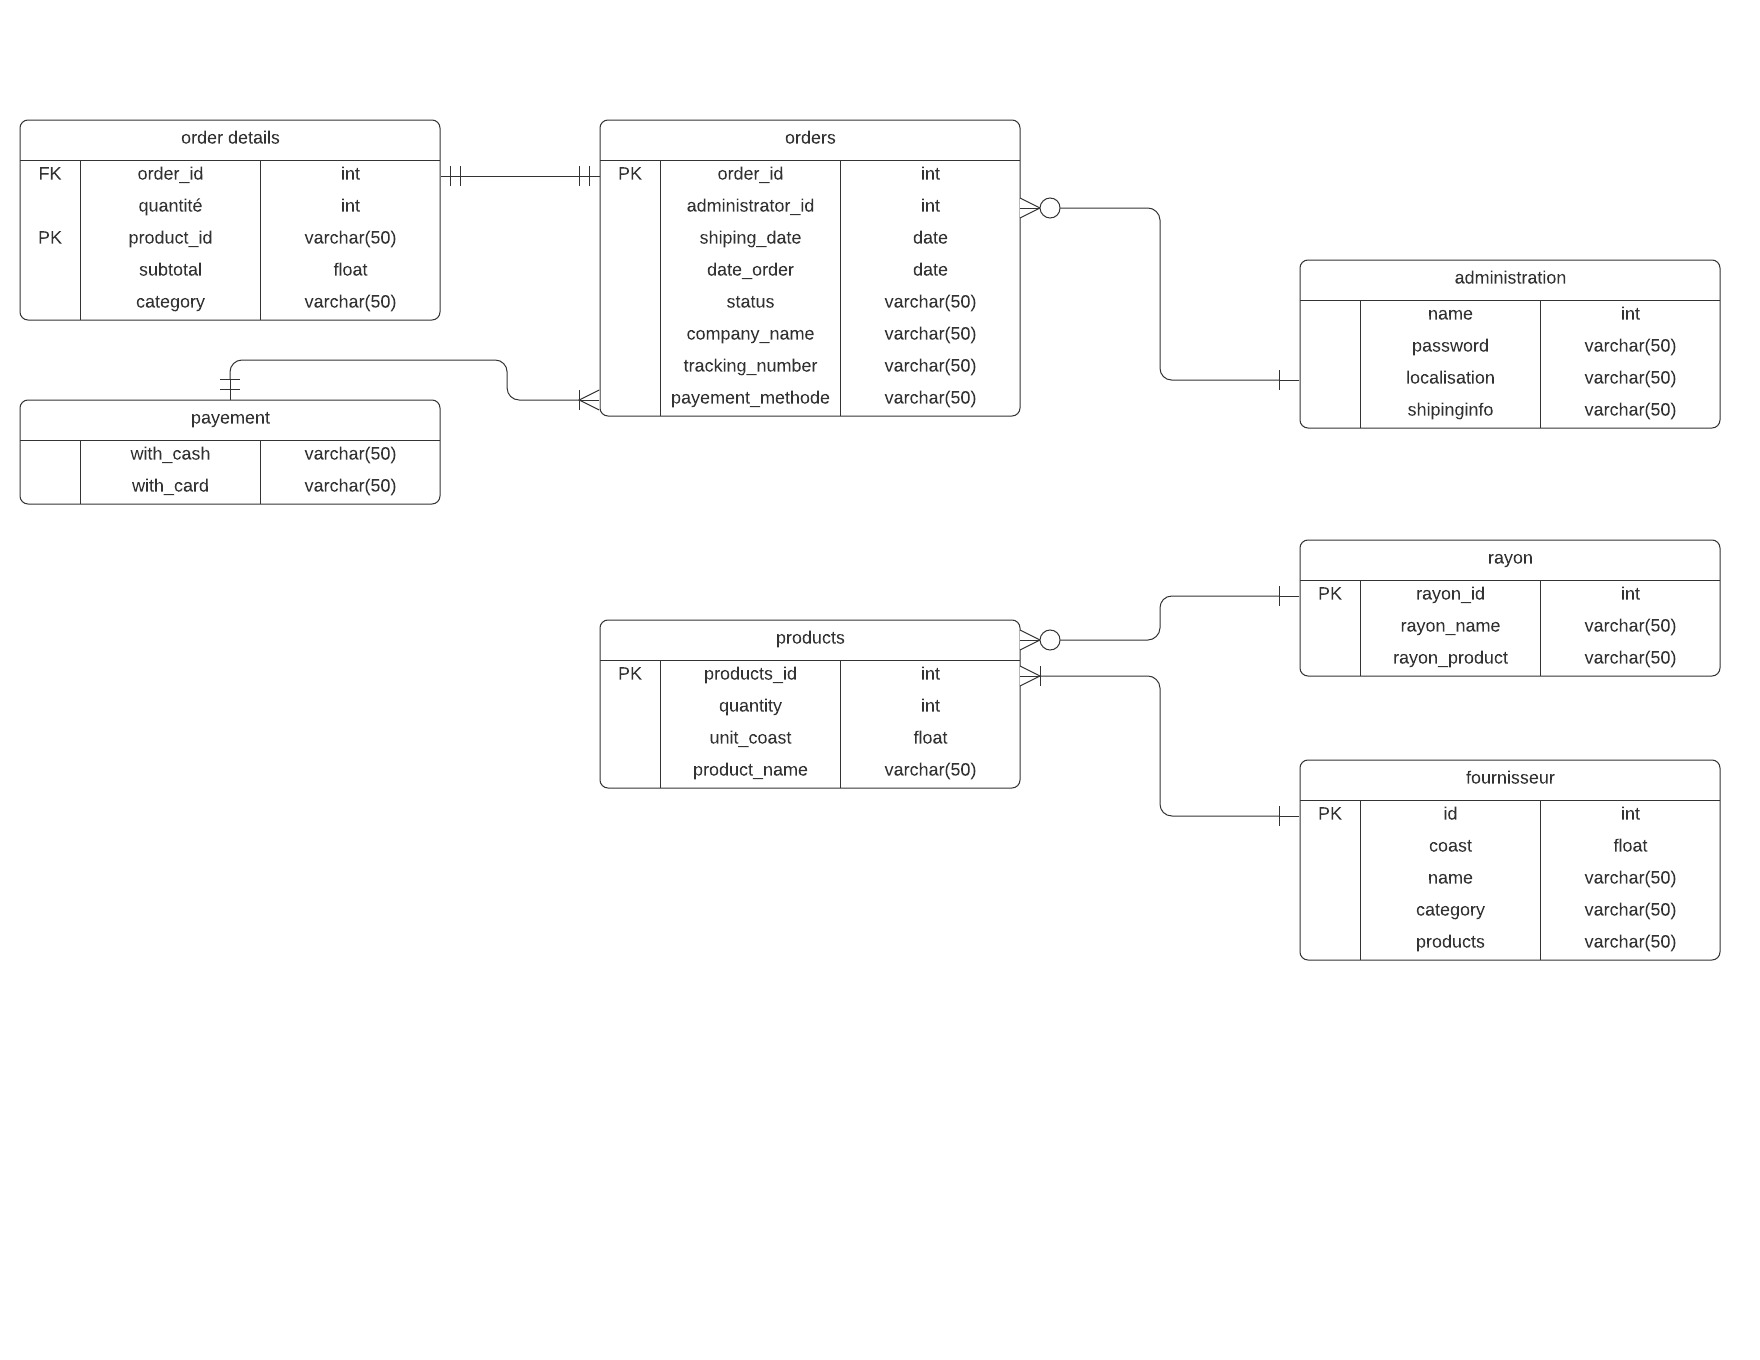 order details
FK order_id int
quantité int
PK product_id varchar(50)
subtotal float
category varchar(50)
orders
PK order_id int
administrator_id int
shiping_date date
date_order date
status varchar(50)
company_name varchar(50)
tracking_number varchar(50)
payement_methode varchar(50)
administration
name int
password varchar(50)
localisation varchar(50)
shipinginfo varchar(50)
payement
with_cash varchar(50)
with_card varchar(50)
rayon
PK rayon_id int
rayon_name varchar(50)
rayon_product varchar(50)
products
PK products_id int
quantity int
unit_coast float
product_name varchar(50)
fournisseur
PK id int
coast float
name varchar(50)
category varchar(50)
products varchar(50)